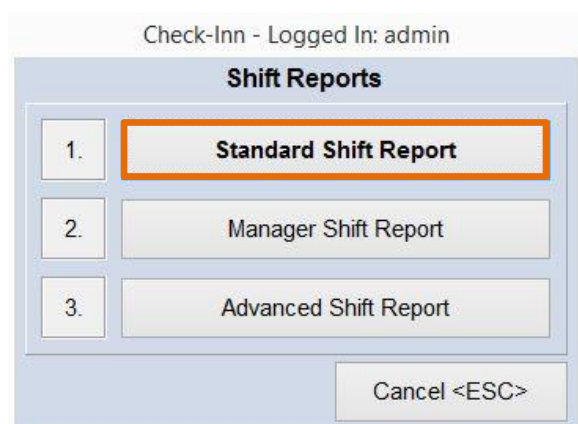 Check-Inn - Logged In: admin
Shift Reports
1. Standard Shift Report
2. Manager Shift Report
3. Advanced Shift Report
Cancel <ESC>